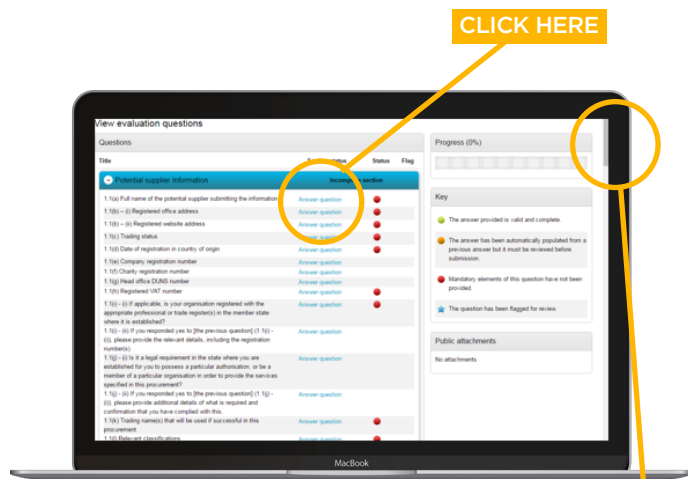 CLICK HERE
View evaluation questions
Questions
Title
Status
Flag
Potential supplier information
Incomplete section
1.1(a) Full name of the potential supplier submitting the information
Answer question
1.1(b) – (i) Registered office address
Answer question
1.1(b) – (ii) Registered website address
Answer question
1.1(c) Trading status
Answer question
1.1(d) Date of registration in country of origin
Answer question
1.1(e) Company registration number
Answer question
1.1(f) Charity registration number
Answer question
1.1(g) Head office DUNS number
Answer question
1.1(h) Registered VAT number
Answer question
1.1(i) - (i) If applicable, is your organisation registered with the
Answer question
appropriate professional or trade register(s) in the member state
where it is established?
1.1(i) - (ii) If you responded yes to [the previous question] (1.1(i) -
Answer question
(i)), please provide the relevant details, including the registration
number(s).
1.1(j) - (i) Is it a legal requirement in the state where you are
Answer question
established for you to possess a particular authorisation, or be a
member of a particular organisation in order to provide the services
specified in this procurement?
1.1(j) - (ii) If you responded yes to [the previous question] (1.1(j) -
Answer question
(i)), please provide additional details of what is required and
confirmation that you have complied with this.
1.1(k) Trading name(s) that will be used if successful in this
Answer question
procurement
1.1(l) Relevant classifications
Answer question
Progress (0%)
Key
The answer provided is valid and complete.
The answer has been automatically populated from a
previous answer but it must be reviewed before
submission.
Mandatory elements of this question have not been
provided.
The question has been flagged for review.
Public attachments
No attachments
MacBook